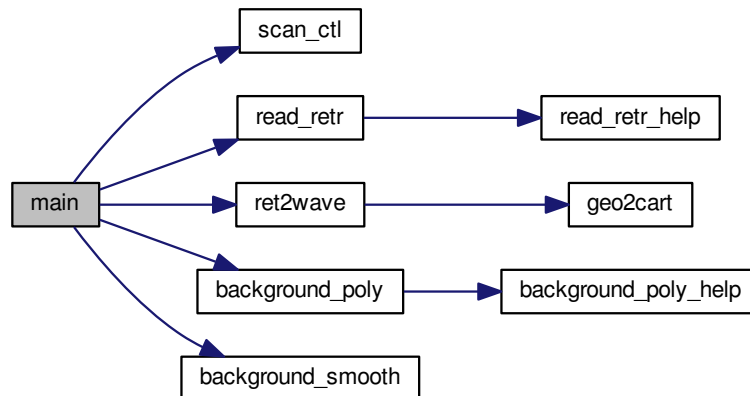 scan_ctl
read_retr
read_retr_help
main
ret2wave
geo2cart
background_poly
background_poly_help
background_smooth